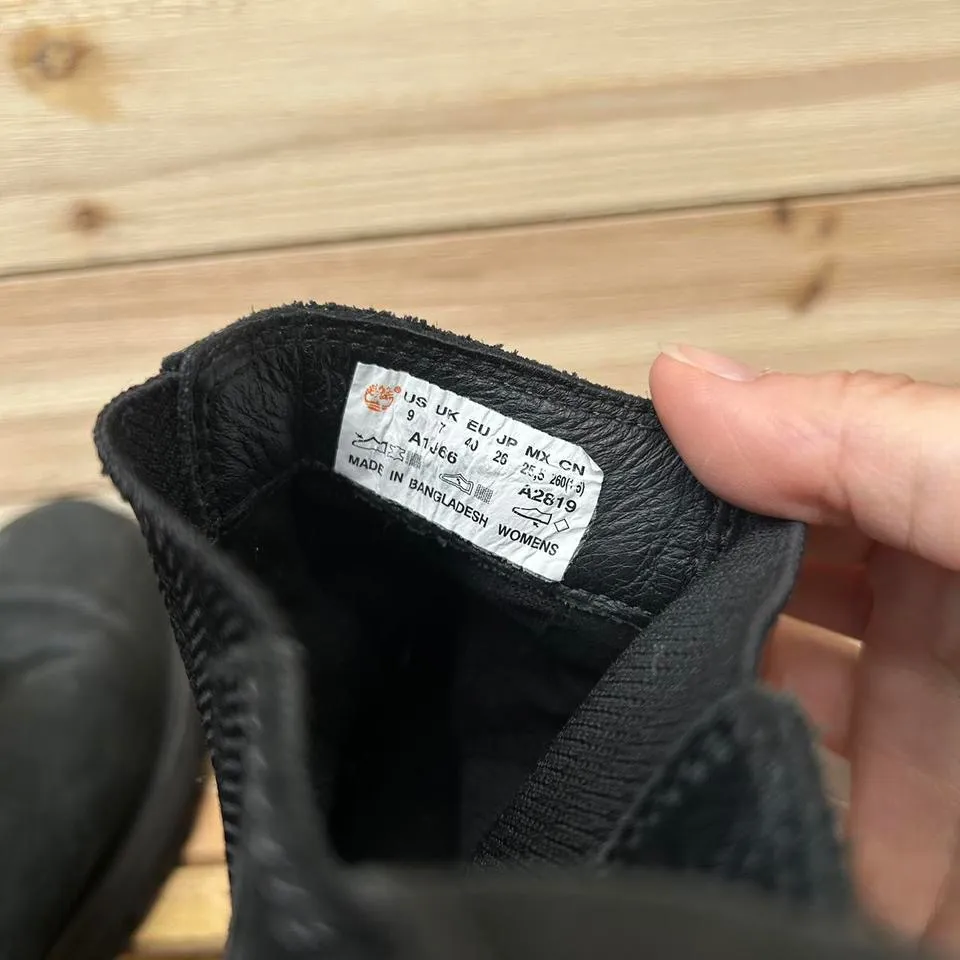 ® US UK EU JP MX CN
9 7 40 26 25,5 260(1,5)
A1J66 A2819
MADE IN BANGLADESH WOMENS